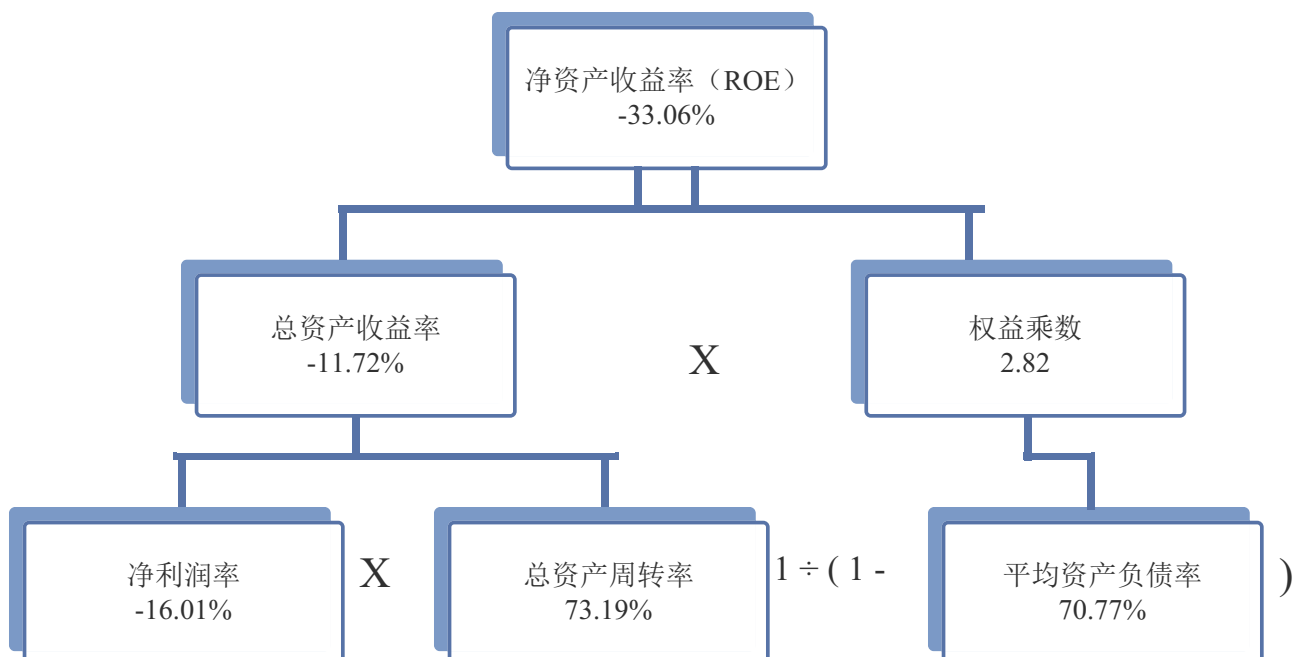 净资产收益率（ROE）
-33.06%
总资产收益率
-11.72%
X
权益乘数
2.82
净利润率
-16.01%
X
总资产周转率
73.19%
1 ÷ ( 1 -
平均资产负债率
70.77%
)